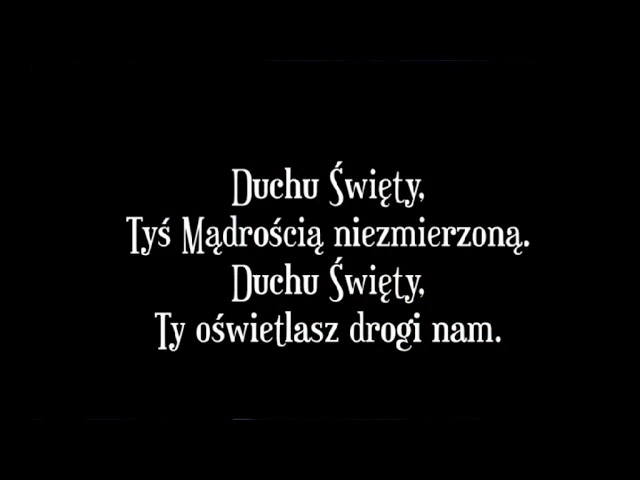 Duchu Święty,
Tyś Mądrością niezmierzoną.
Duchu Święty,
Ty oświetlasz drogi nam.